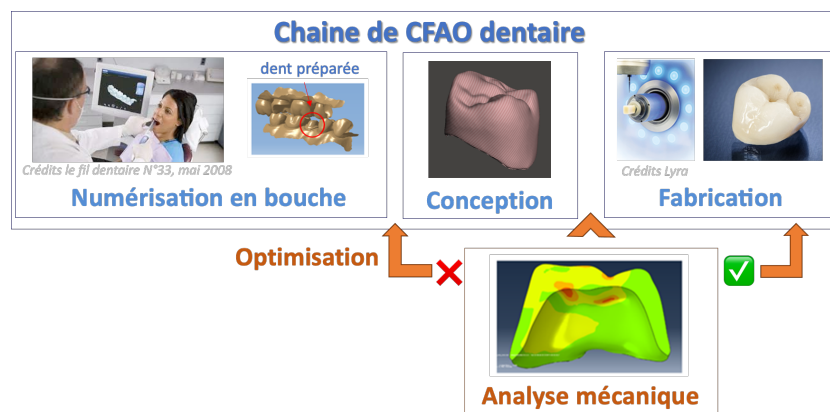 Chaine de CFAO dentaire
dent préparée
Crédits le fil dentaire N°33, mai 2008
Numérisation en bouche
Conception
Crédits Lyra
Fabrication
Optimisation
Analyse mécanique